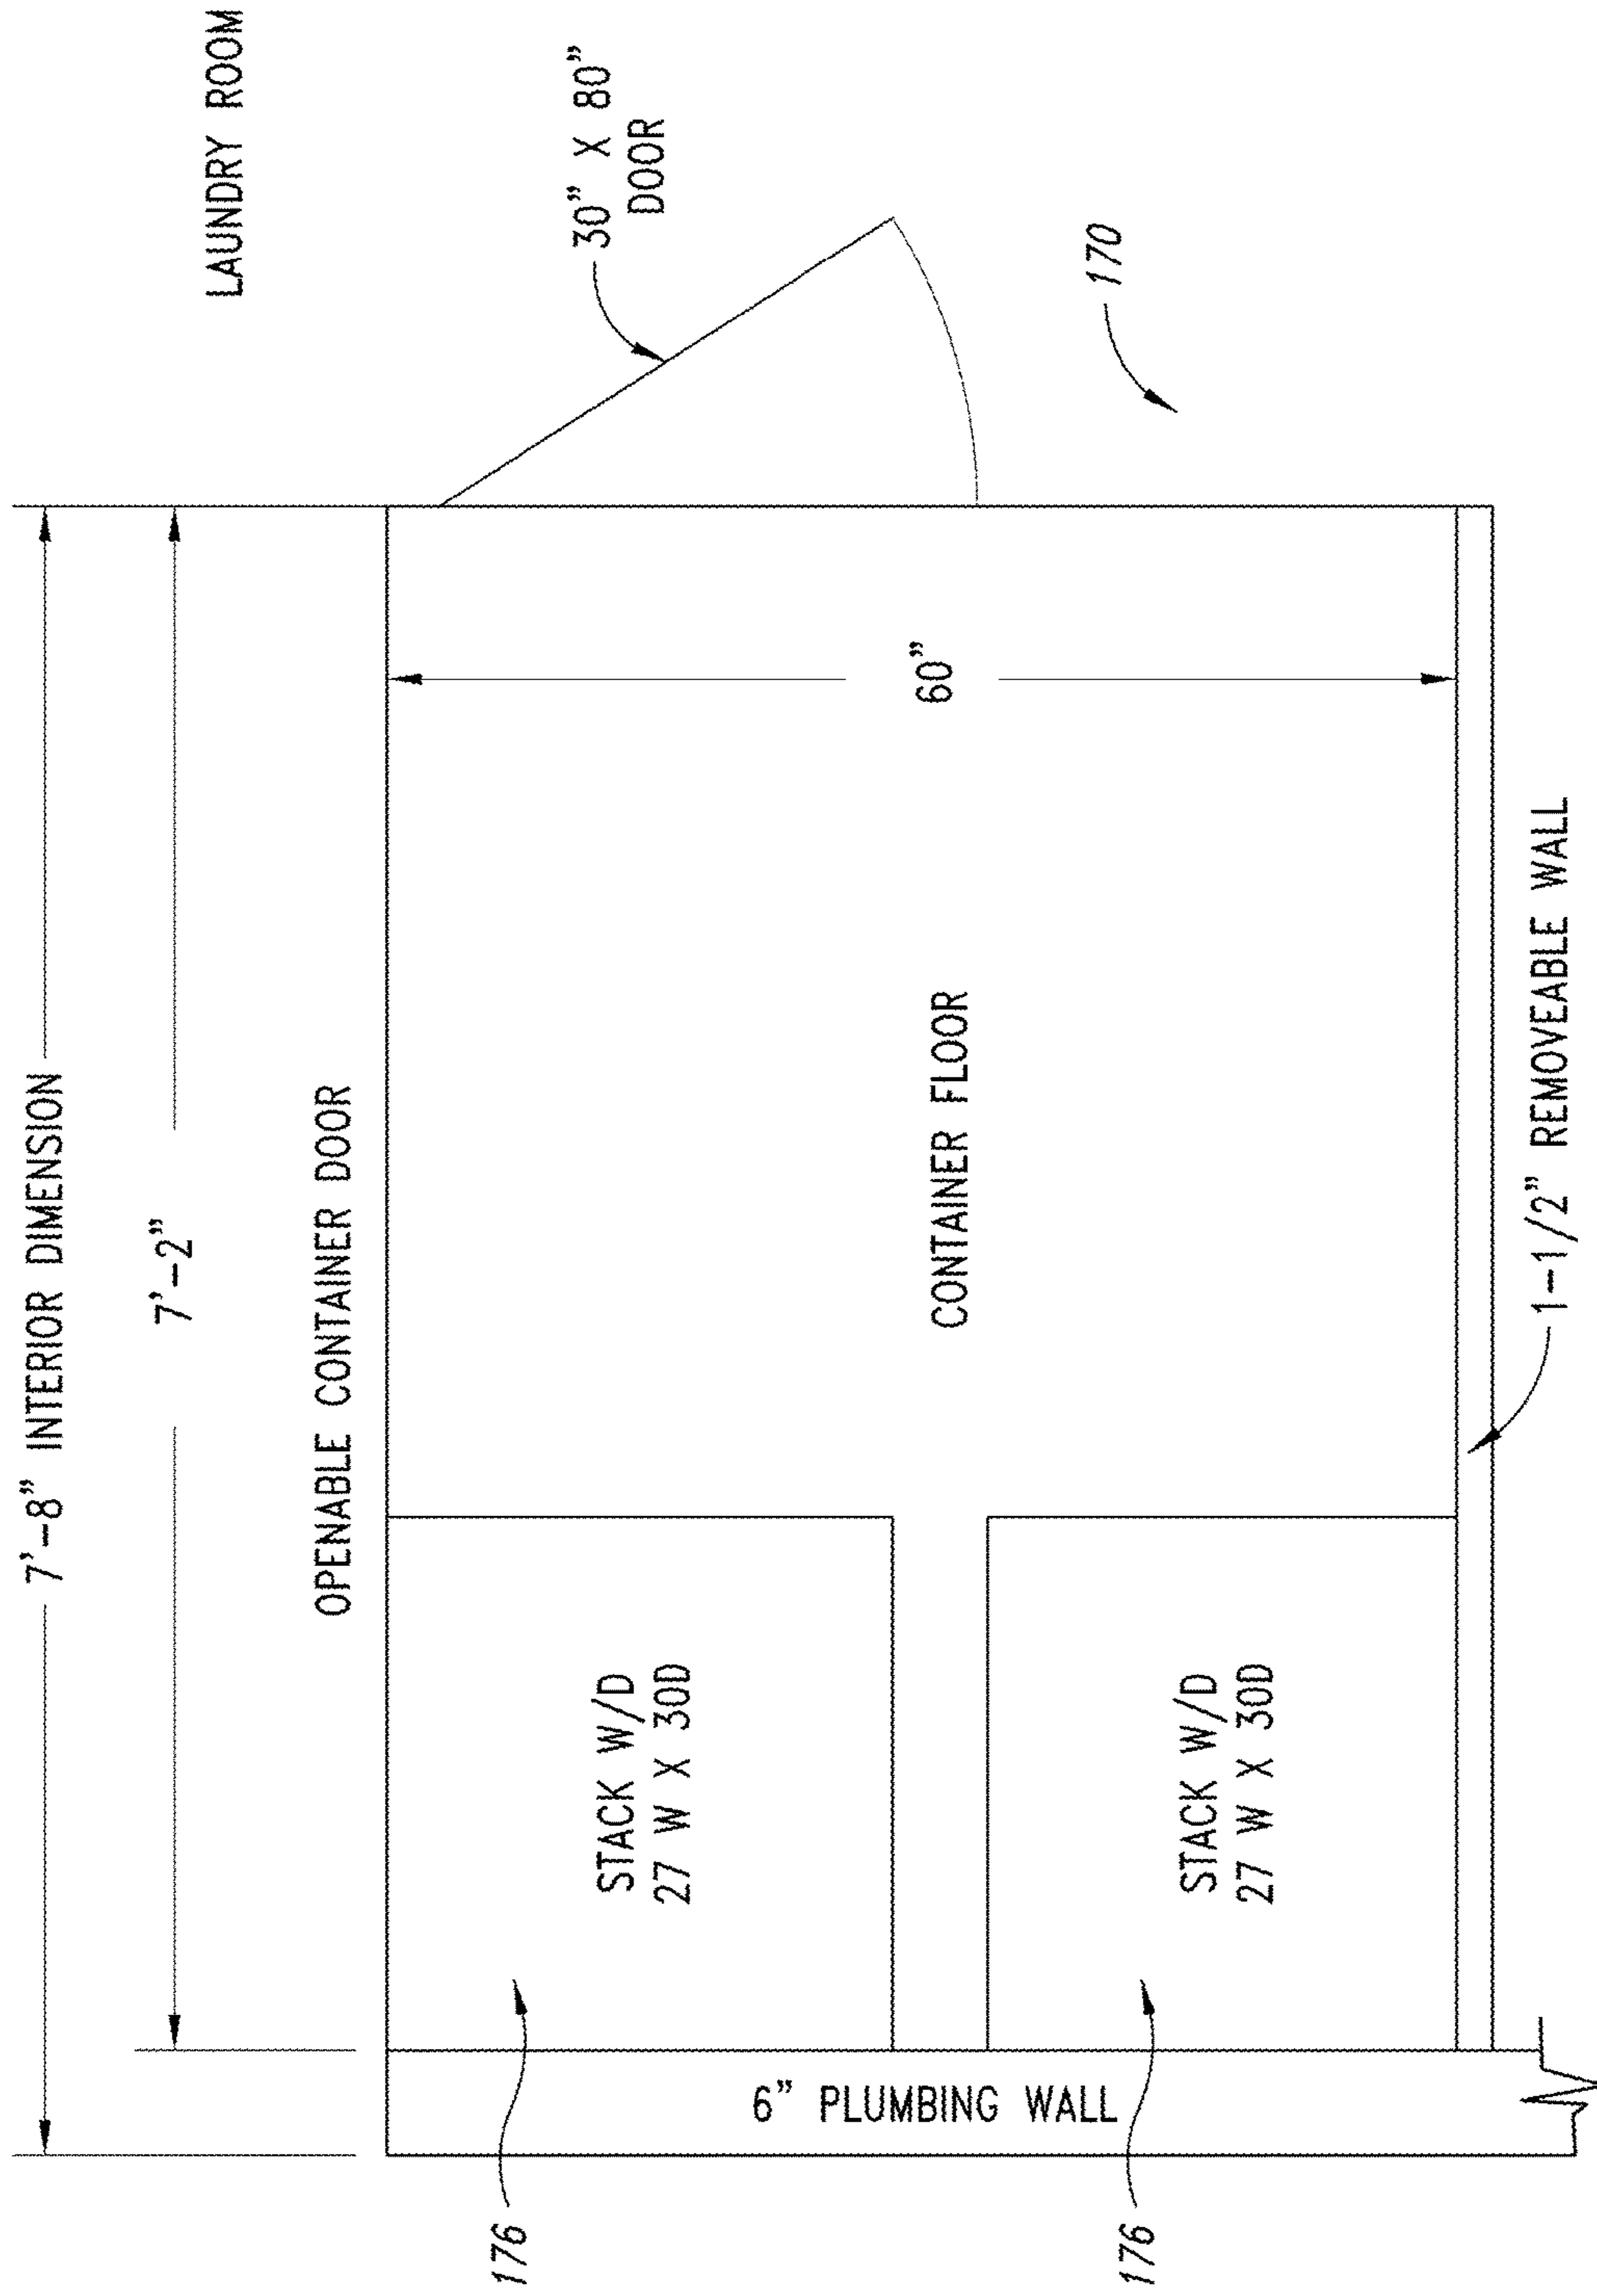 LAUNDRY ROOM
7'-8" INTERIOR DIMENSION
7'-2"
OPENABLE CONTAINER DOOR
30" X 80"
DOOR
STACK W/D
27 W X 30D
176
60"
CONTAINER FLOOR
6" PLUMBING WALL
170
STACK W/D
27 W X 30D
176
1-1/2" REMOVEABLE WALL